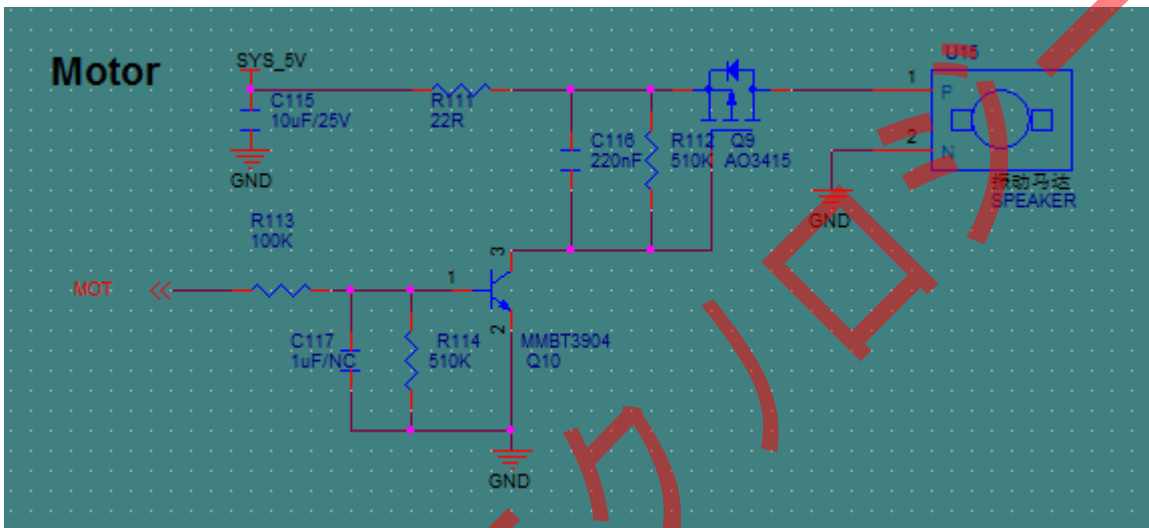 Motor
SYS_5V
C115
10uF/25V
GND
R111
22R
C116
220nF
R112
510K
Q9
AO3415
U15
1
P
2
N
振动马达
SPEAKER
GND
R113
100K
MOT
C117
1uF/NC
R114
510K
1
3
2
MMBT3904
Q10
GND